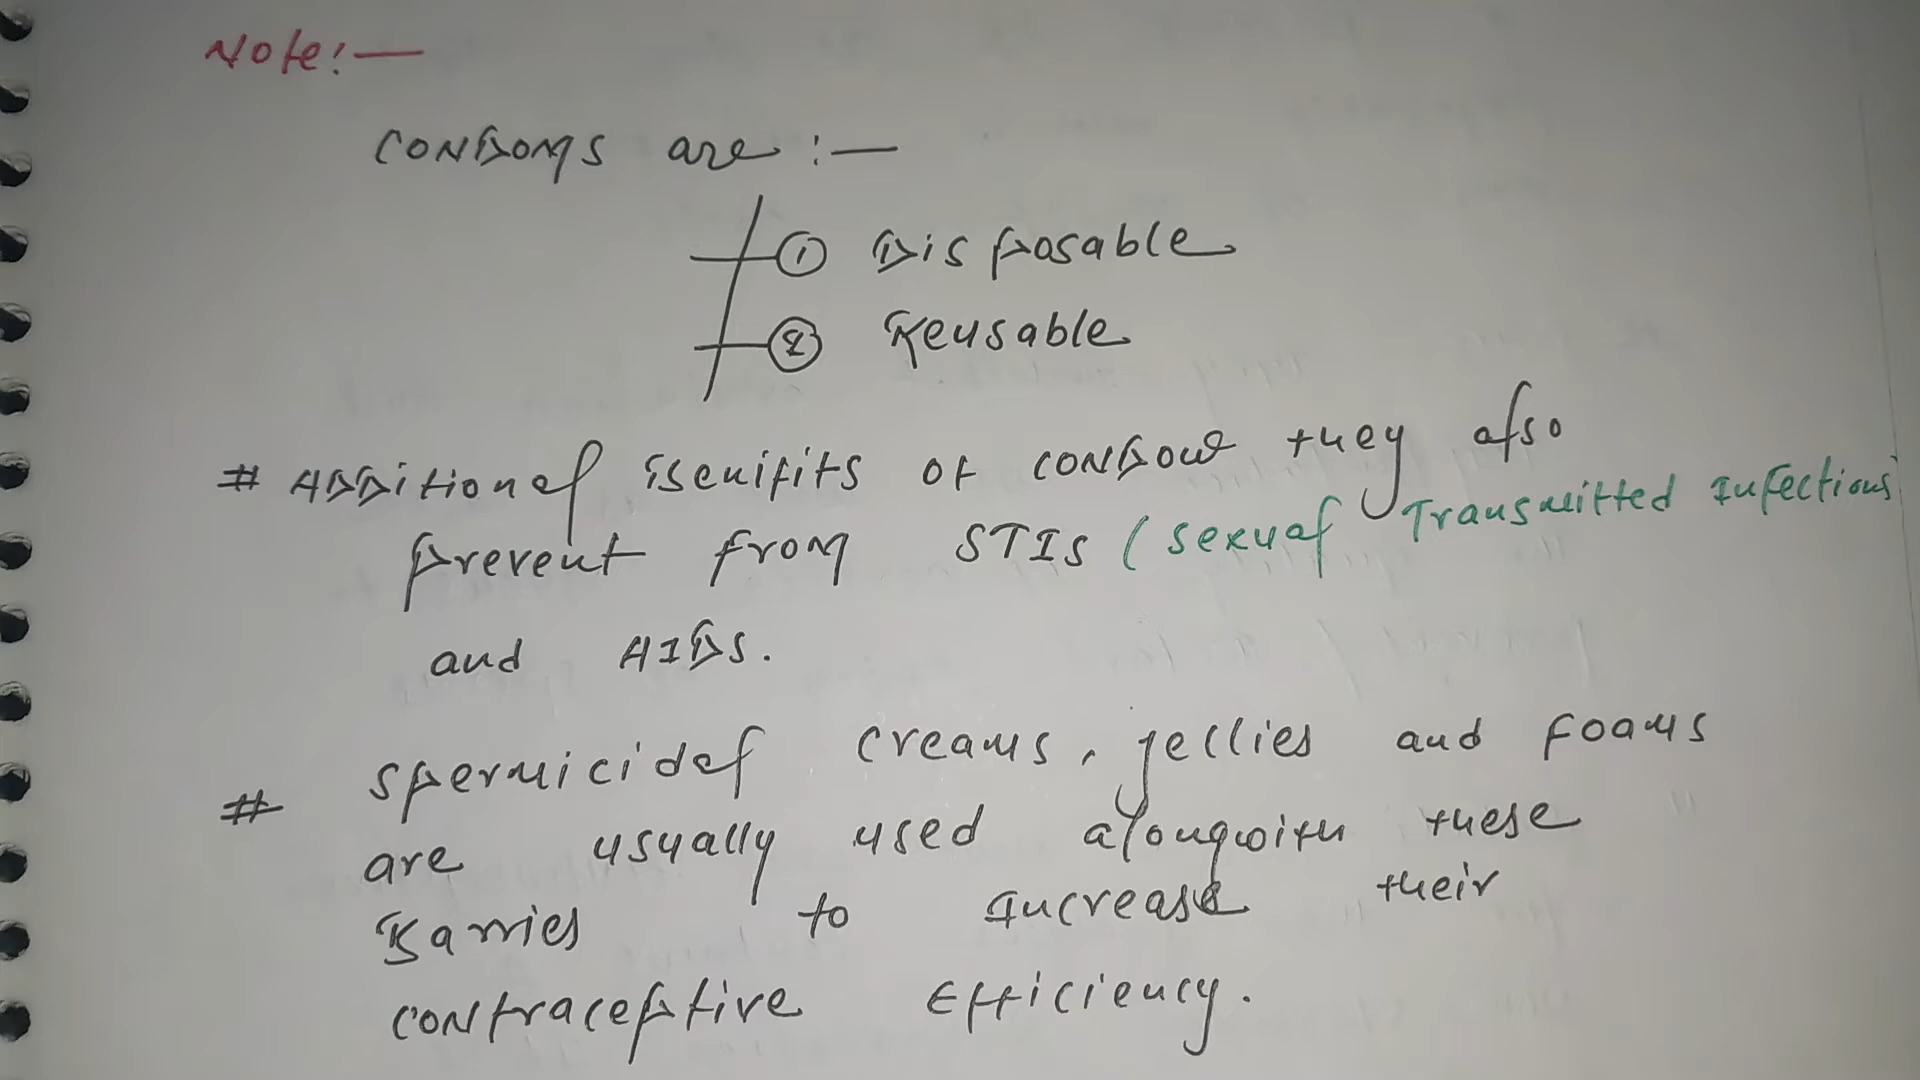 Note:—
CONDOMS are :—
① Disposable
② Reusable
# ADDitional Benifits of CONDOM they also
prevent from STIs (Sexual Transmitted Infections)
and AIDS.
# Spermicidal creams, jellies and foams
are usually used alongwith these
Barries to increase their
contraceptive Efficiency.